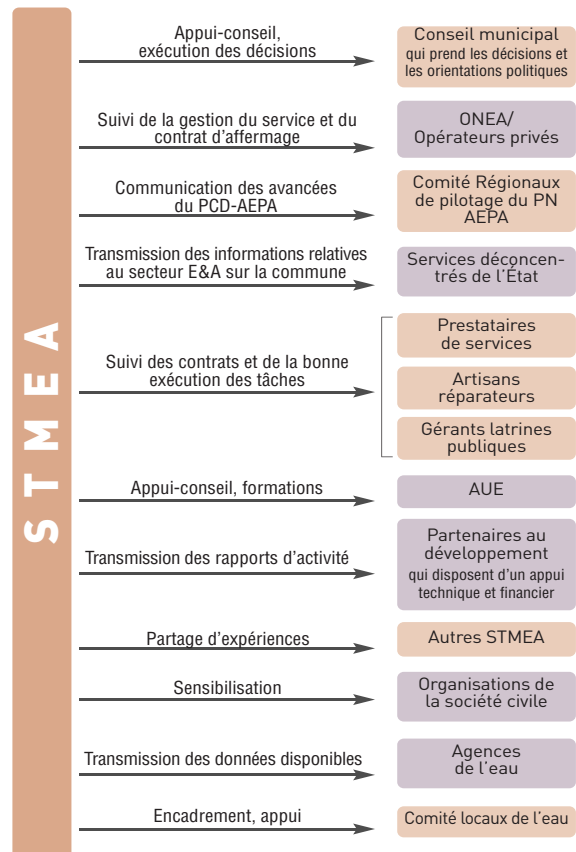 STMEA
Appui-conseil,
exécution des décisions
Conseil municipal
qui prend les décisions et
les orientations politiques
Suivi de la gestion du service et du
contrat d'affermage
ONEA/
Opérateurs privés
Communication des avancées
du PCD-AEPA
Comité Régionaux
de pilotage du PN
AEPA
Transmission des informations relatives
au secteur E&A sur la commune
Services déconcen-
trés de l'État
Suivi des contrats et de la bonne
exécution des tâches
Prestataires
de services
Artisans
réparateurs
Gérants latrines
publiques
Appui-conseil, formations
AUE
Transmission des rapports d'activité
Partenaires au
développement
qui disposent d'un appui
technique et financier
Partage d'expériences
Autres STMEA
Sensibilisation
Organisations de
la société civile
Transmission des données disponibles
Agences
de l'eau
Encadrement, appui
Comité locaux de l'eau